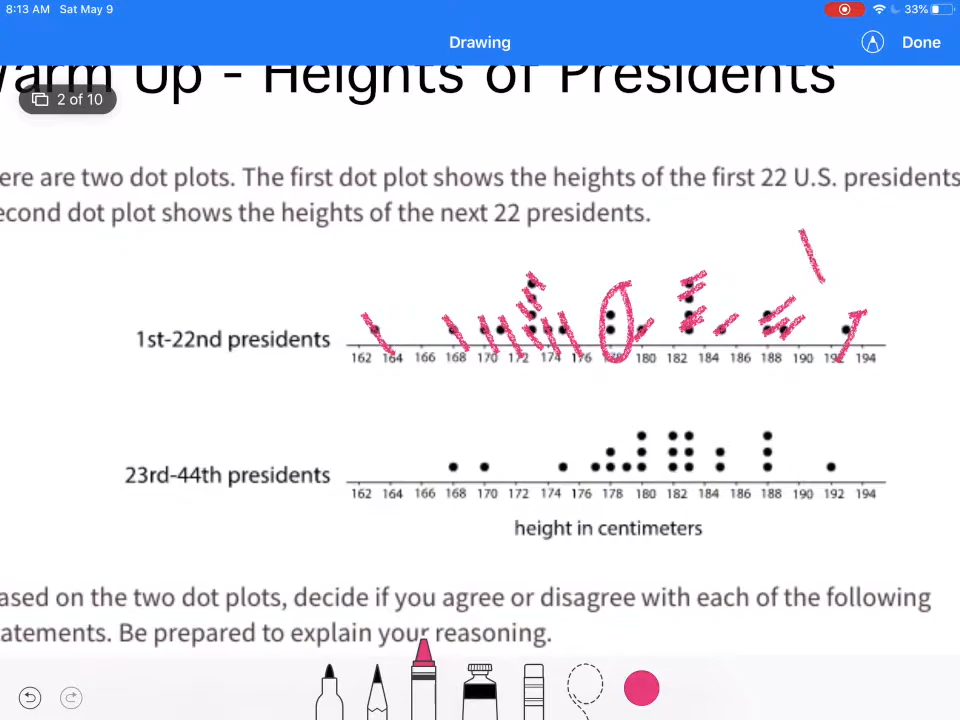 8:13 AM Sat May 9
33%
Drawing
Done
arm Up - Heights of Presidents
2 of 10
ere are two dot plots. The first dot plot shows the heights of the first 22 U.S. presidents
econd dot plot shows the heights of the next 22 presidents.
1st-22nd presidents
162 164 166 168 170 172 174 176 180 182 184 186 188 190 192 194
23rd-44th presidents
162 164 166 168 170 172 174 176 178 180 182 184 186 188 190 192 194
height in centimeters
ased on the two dot plots, decide if you agree or disagree with each of the following
atements. Be prepared to explain your reasoning.